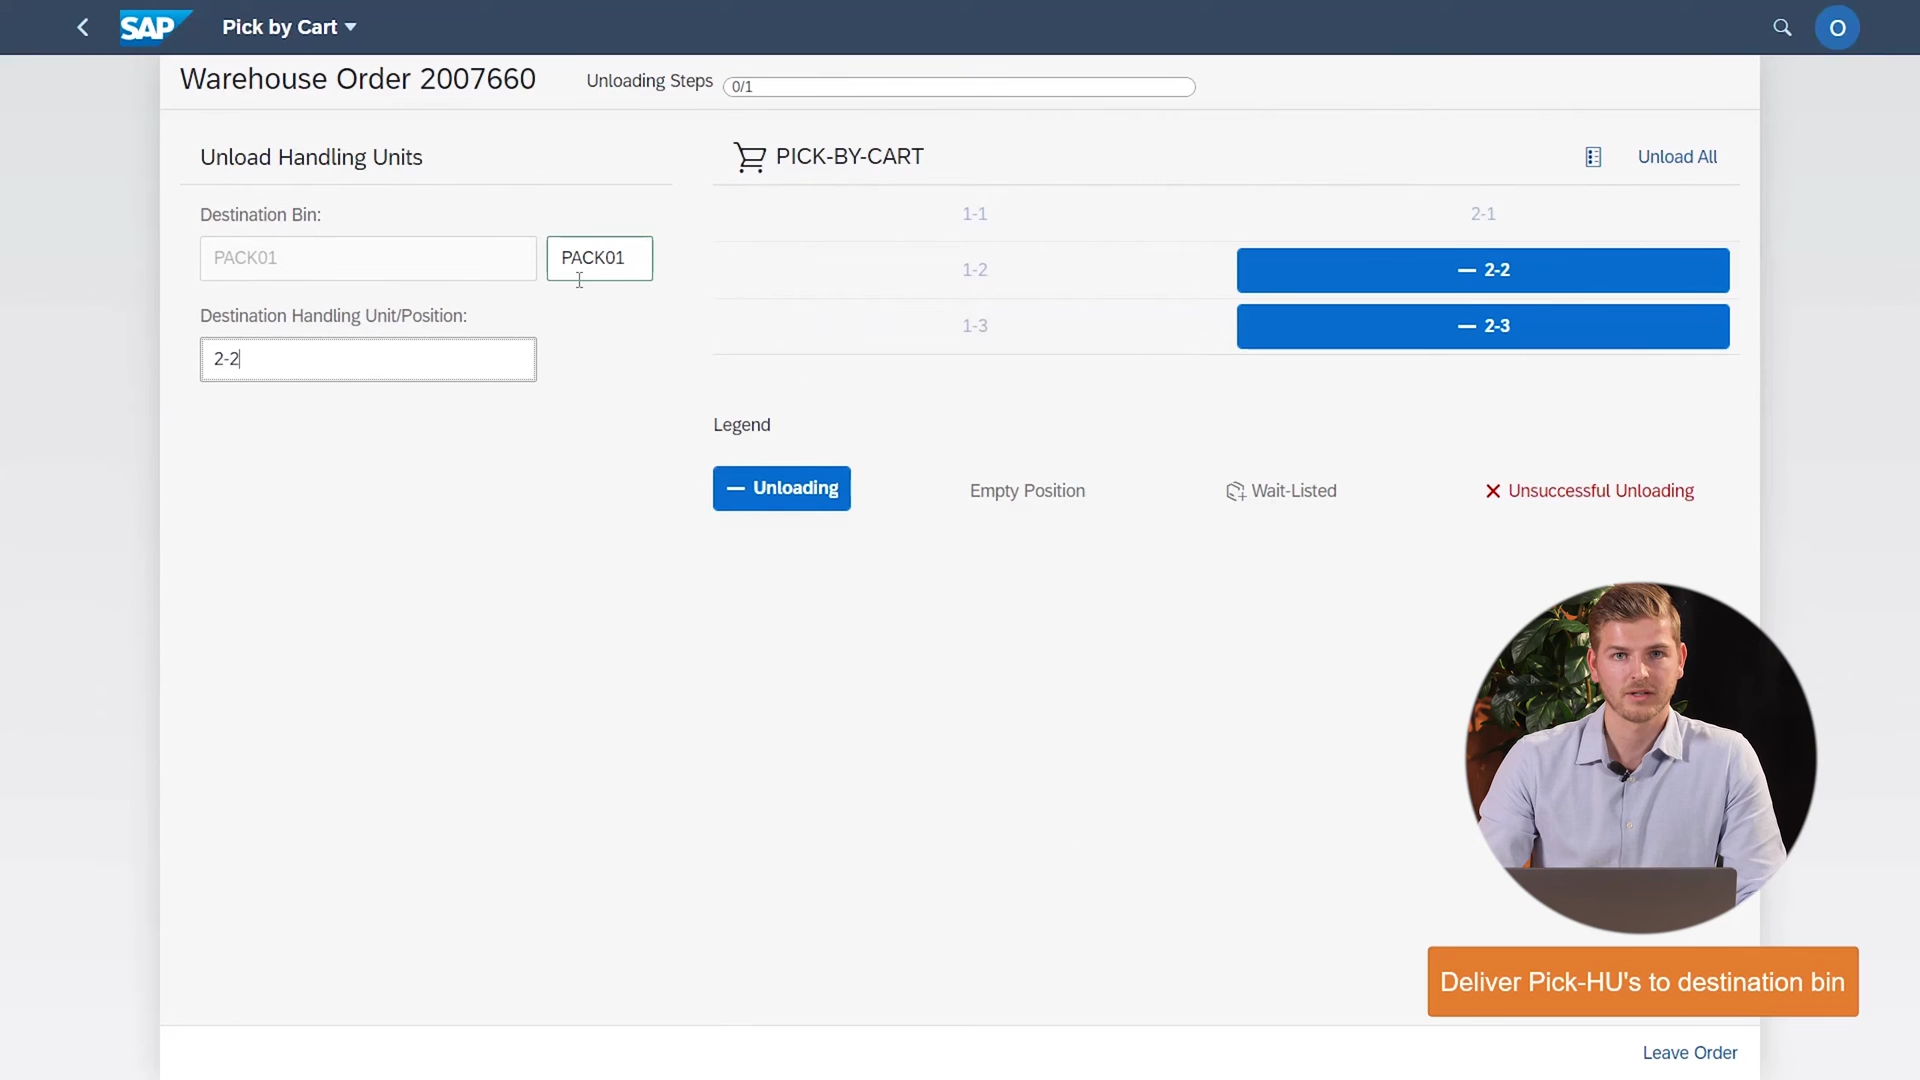 SAP Pick by Cart O
Warehouse Order 2007660 Unloading Steps 0/1
Unload Handling Units
Destination Bin:
PACK01 PACK01
Destination Handling Unit/Position:
2-2
PICK-BY-CART Unload All
1-1 2-1
1-2 2-2
1-3 2-3
Legend
Unloading Empty Position Wait-Listed Unsuccessful Unloading
Deliver Pick-HU's to destination bin
Leave Order